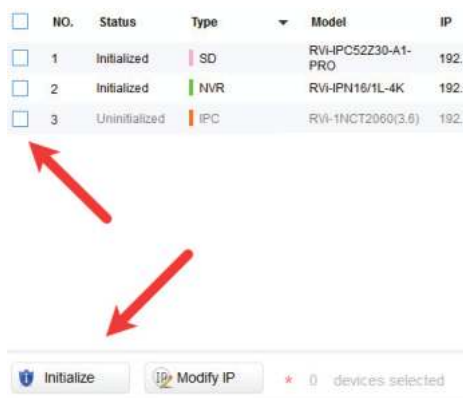 NO. Status Type Model IP
1 Initialized SD RVi-IPC52Z30-A1-PRO 192.
2 Initialized NVR RVi-IPN16/1L-4K 192.
3 Uninitialized IPC RVi-1NCT2060(3.6) 192.
Initialize Modify IP * 0 devices selected